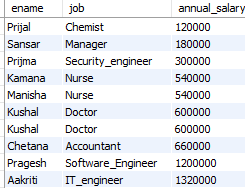 ename job annual_salary
Prijal Chemist 120000
Sansar Manager 180000
Prijma Security_engineer 300000
Kamana Nurse 540000
Manisha Nurse 540000
Kushal Doctor 600000
Kushal Doctor 600000
Chetana Accountant 660000
Pragesh Software_Engineer 1200000
Aakriti IT_engineer 1320000